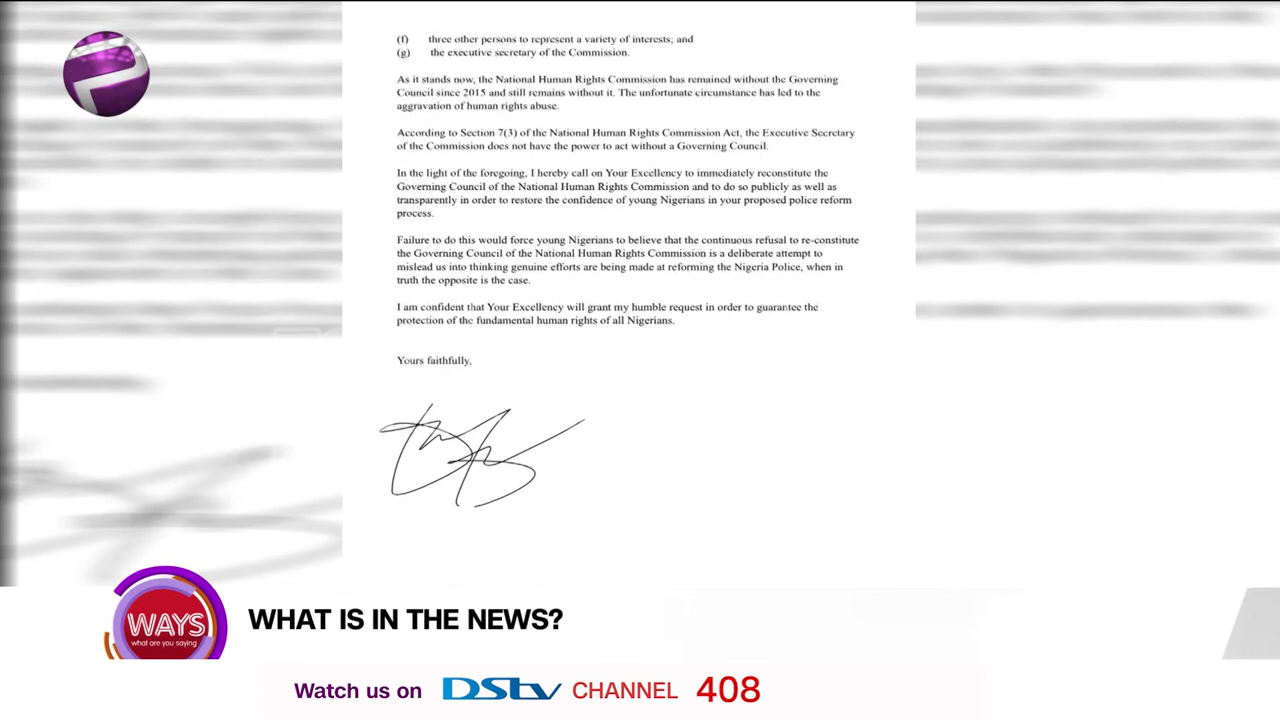 (f) three other persons to represent a variety of interests; and
(g) the executive secretary of the Commission.
As it stands now, the National Human Rights Commission has remained without the Governing
Council since 2015 and still remains without it. The unfortunate circumstance has led to the
aggravation of human rights abuse.
According to Section 7(3) of the National Human Rights Commission Act, the Executive Secretary
of the Commission does not have the power to act without a Governing Council.
In the light of the foregoing, I hereby call on Your Excellency to immediately reconstitute the
Governing Council of the National Human Rights Commission and to do so publicly as well as
transparently in order to restore the confidence of young Nigerians in your proposed police reform
process.
Failure to do this would force young Nigerians to believe that the continuous refusal to re-constitute
the Governing Council of the National Human Rights Commission is a deliberate attempt to
mislead us into thinking genuine efforts are being made at reforming the Nigeria Police, when in
truth the opposite is the case.
I am confident that Your Excellency will grant my humble request in order to guarantee the
protection of the fundamental human rights of all Nigerians.
Yours faithfully,
WAYS
what are you saying
WHAT IS IN THE NEWS?
Watch us on DStv CHANNEL 408